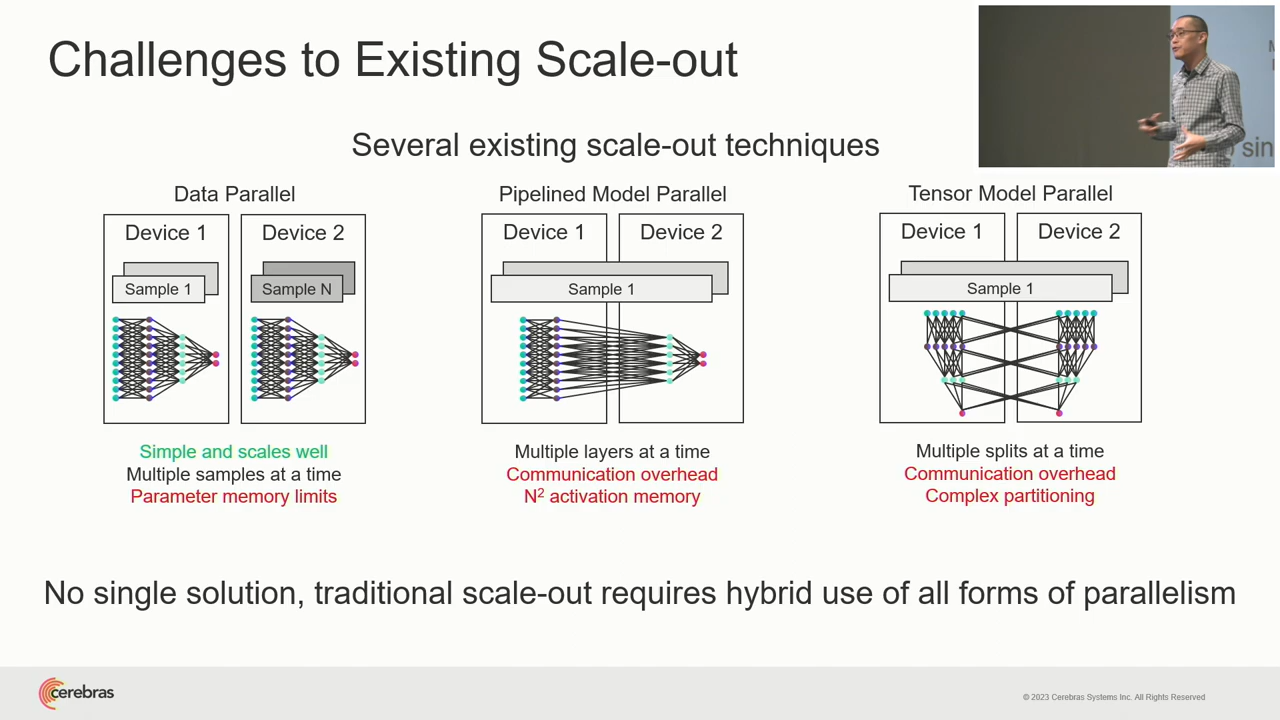 Challenges to Existing Scale-out
sin
Several existing scale-out techniques
Data Parallel
Device 1
Device 2
Sample 1
Sample N
Simple and scales well
Multiple samples at a time
Parameter memory limits
Pipelined Model Parallel
Device 1
Device 2
Sample 1
Multiple layers at a time
Communication overhead
N² activation memory
Tensor Model Parallel
Device 1
Device 2
Sample 1
Multiple splits at a time
Communication overhead
Complex partitioning
No single solution, traditional scale-out requires hybrid use of all forms of parallelism
cerebras
© 2023 Cerebras Systems Inc. All Rights Reserved